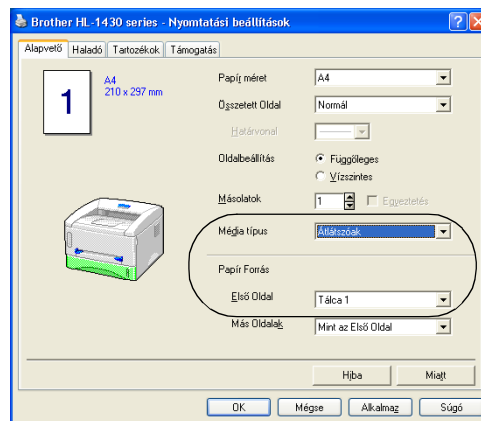 Brother HL-1430 series - Nyomtatási beállítások
Alapvető Haladó Tartozékok Támogatás
1
A4
210 x 297 mm
Papír méret A4
Összetett Oldal Normál
Határvonal
Oldalbeállítás Függőleges
Vízszintes
Másolatok 1 Egyeztetés
Média típus Átlátszóak
Papír Forrás
Első Oldal Tálca 1
Más Oldalak Mint az Első Oldal
Hiba Miatt
OK Mégse Alkalmaz Súgó